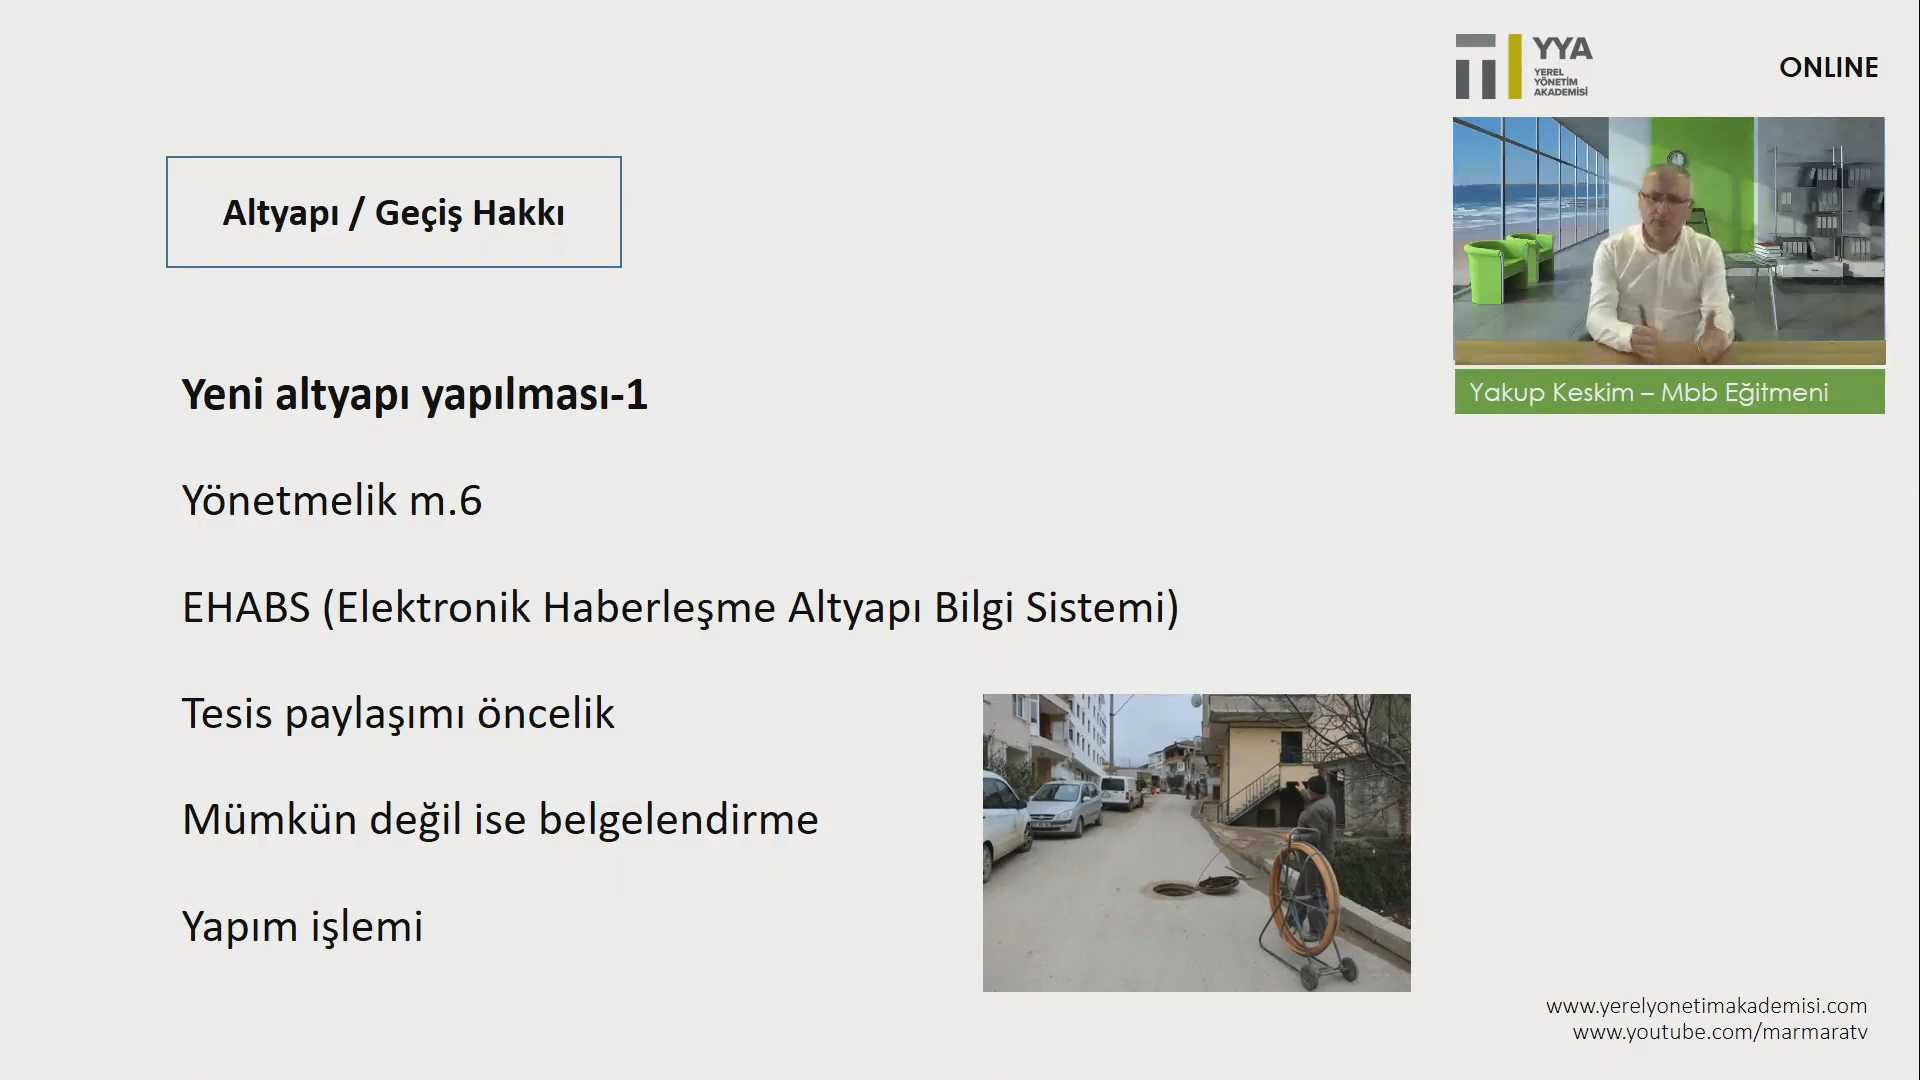 YYA
YEREL
YÖNETİM
AKADEMİSİ
ONLINE
Altyapı / Geçiş Hakkı
Yakup Keskim – Mbb Eğitmeni
Yeni altyapı yapılması-1
Yönetmelik m.6
EHABS (Elektronik Haberleşme Altyapı Bilgi Sistemi)
Tesis paylaşımı öncelik
Mümkün değil ise belgelendirme
Yapım işlemi
www.yerelyonetimakademisi.com
www.youtube.com/marmaratv